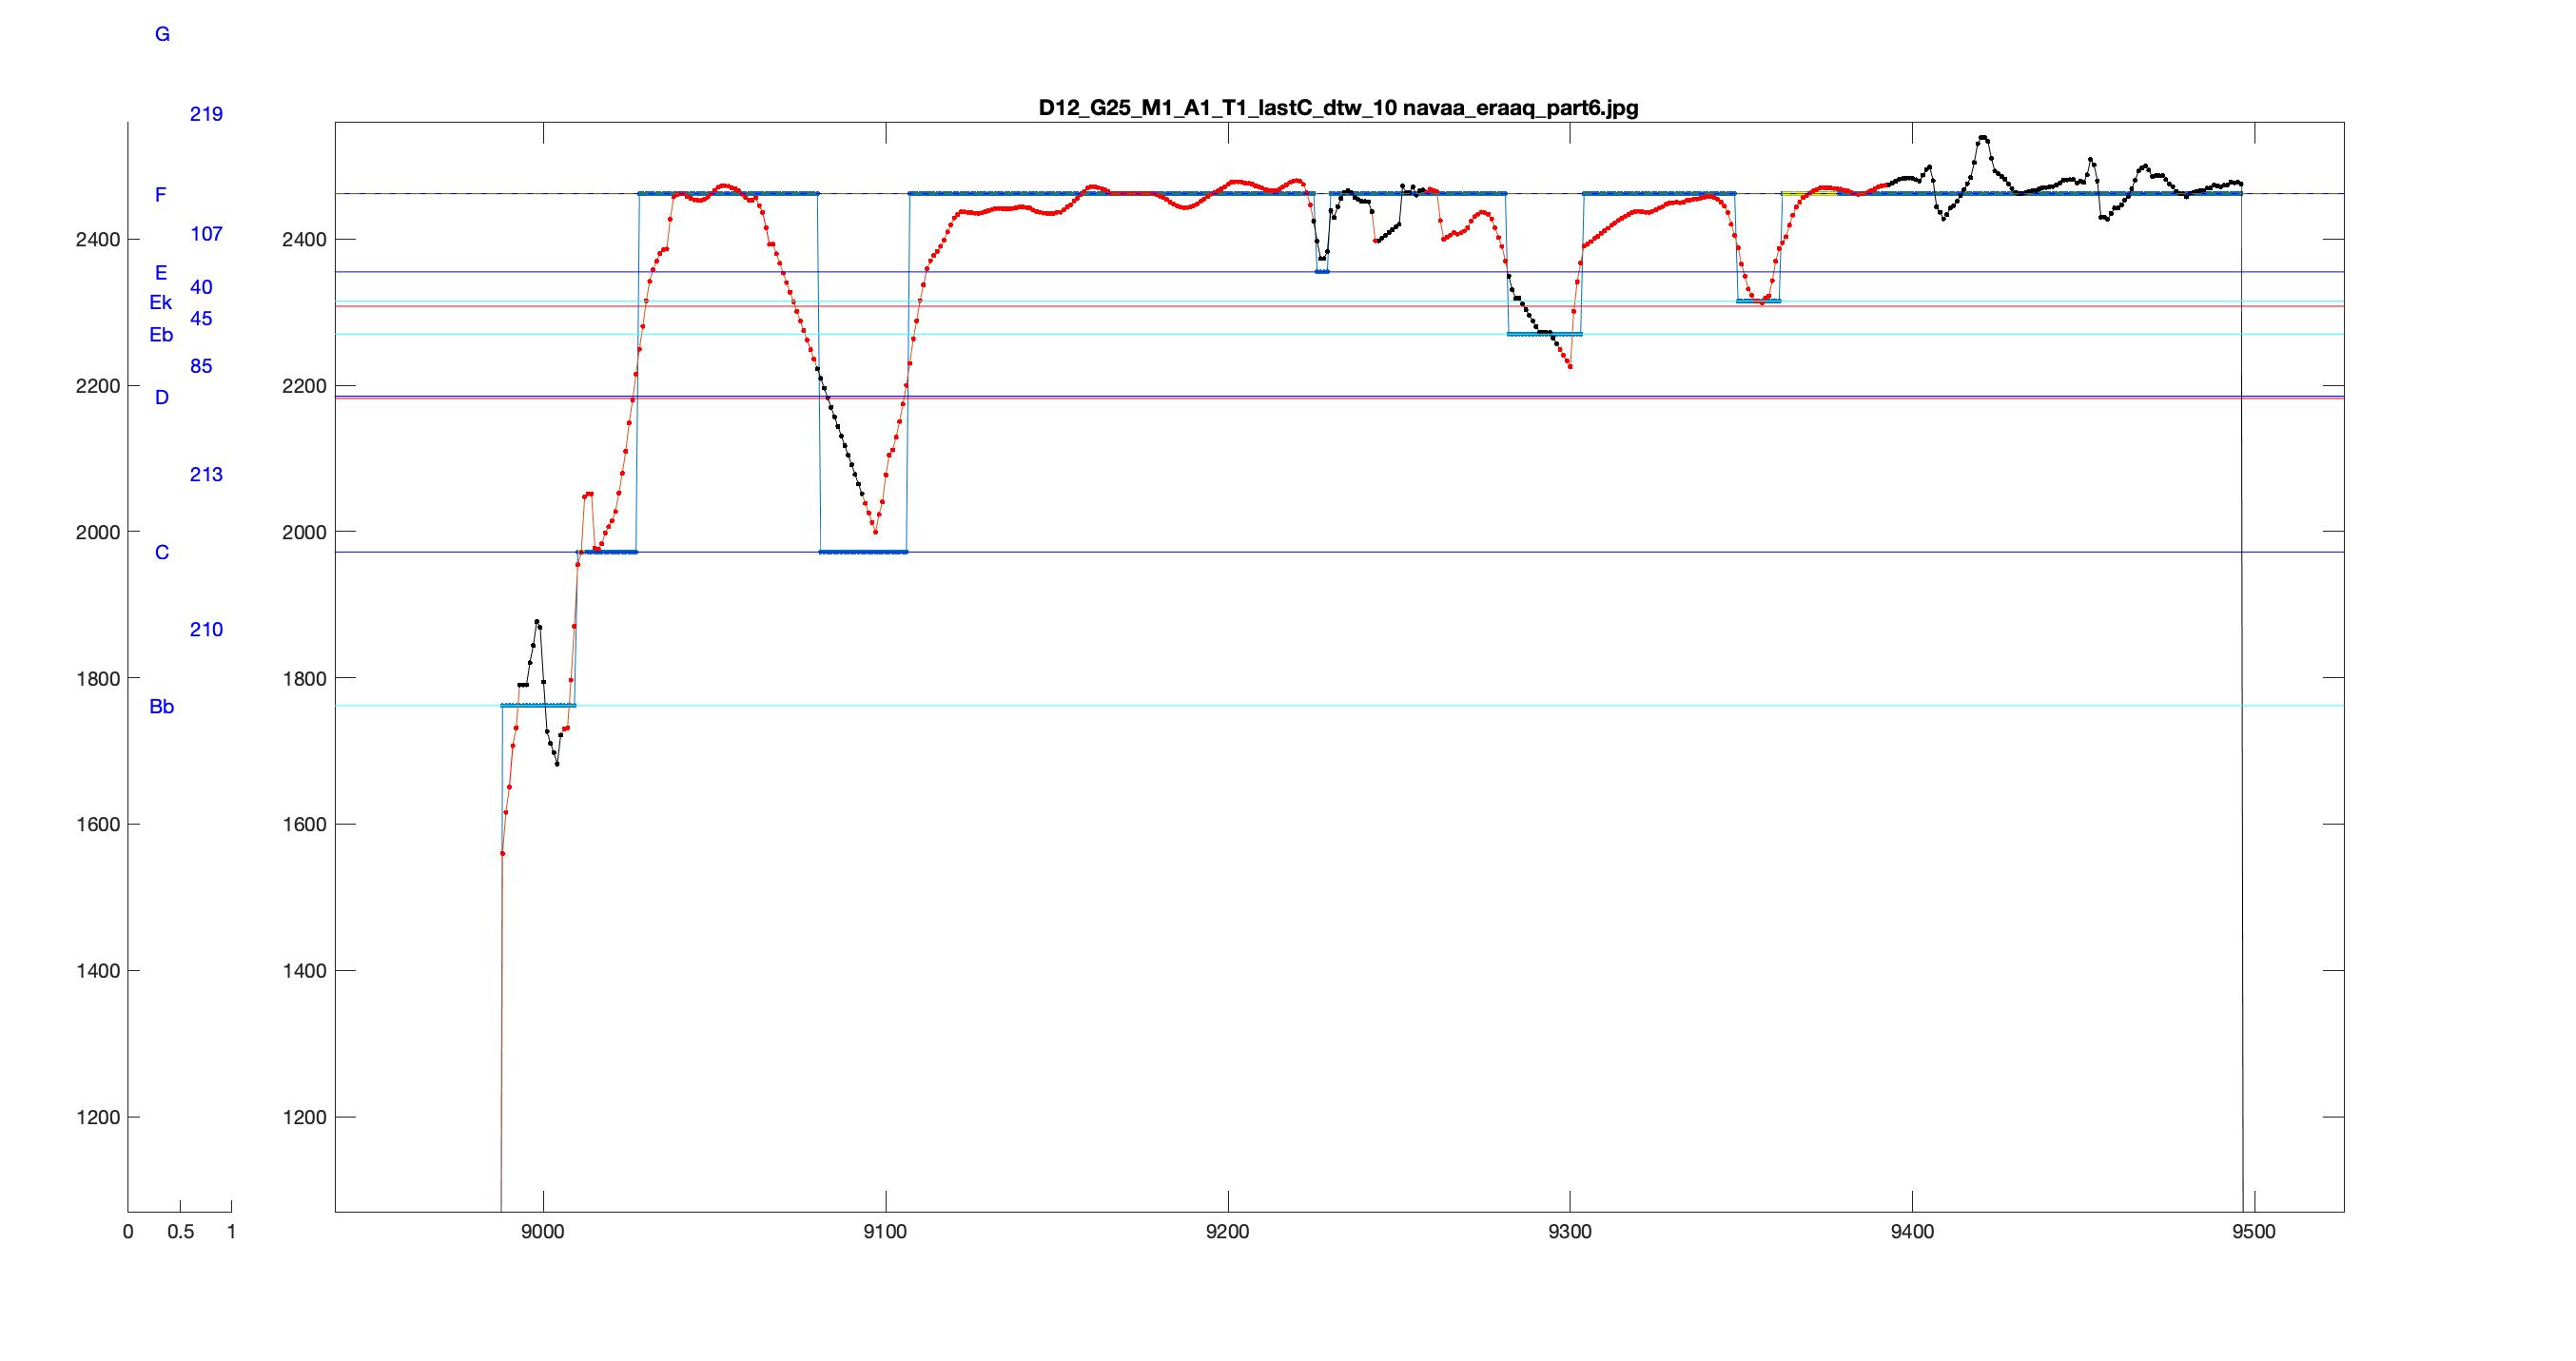 G
219
D12_G25_M1_A1_T1_lastC_dtw_10 navaa_eraaq_part6.jpg
F
107
2400 2400
E
40
Ek
45
Eb
85
2200 2200
D
213
2000 2000
C
210
1800 1800
Bb
1600 1600
1400 1400
1200 1200
0 0.5 1 9000 9100 9200 9300 9400 9500